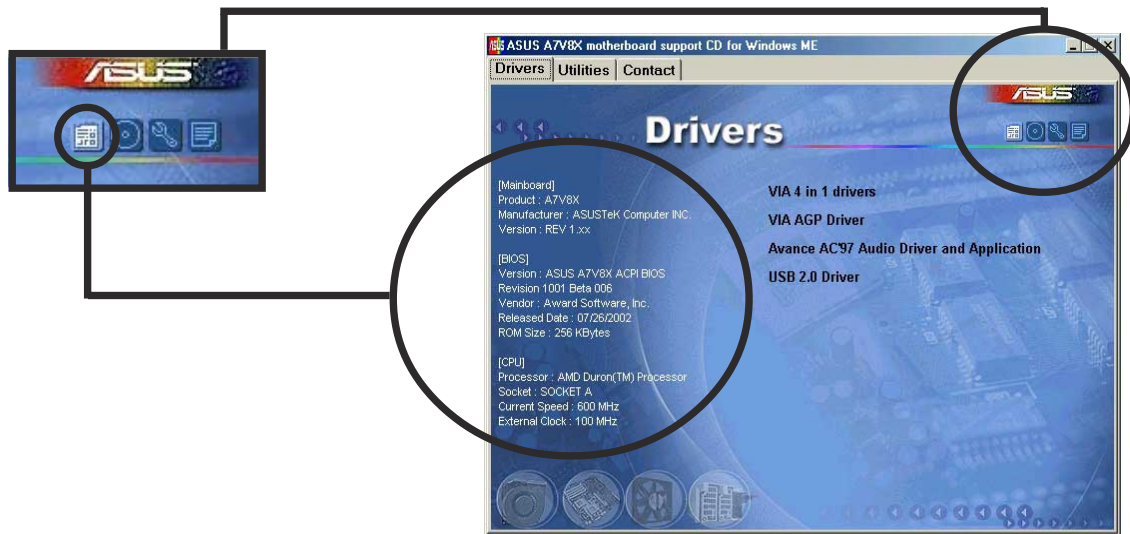 ASUS
ASUS A7V8X motherboard support CD for Windows ME
Drivers Utilities Contact
ASUS
Drivers
[Mainboard]
Product : A7V8X
Manufacturer : ASUSTeK Computer INC.
Version : REV 1.xx
[BIOS]
Version : ASUS A7V8X ACPI BIOS
Revision 1001 Beta 006
Vendor : Award Software, Inc.
Released Date : 07/26/2002
ROM Size : 256 KBytes
[CPU]
Processor : AMD Duron(TM) Processor
Socket : SOCKET A
Current Speed : 600 MHz
External Clock : 100 MHz
VIA 4 in 1 drivers
VIA AGP Driver
Avance AC'97 Audio Driver and Application
USB 2.0 Driver